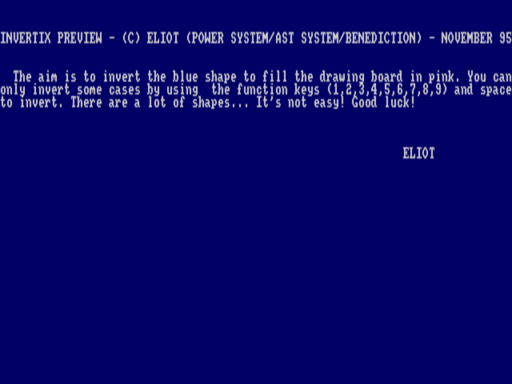 INVERTIX PREVIEW - (C) ELIOT (POWER SYSTEM/AST SYSTEM/BENEDICTION) - NOVEMBER 95
The aim is to invert the blue shape to fill the drawing board in pink. You can
only invert some cases by using  the function keys (1,2,3,4,5,6,7,8,9) and space
to invert. There are a lot of shapes... It's not easy! Good luck!
ELIOT